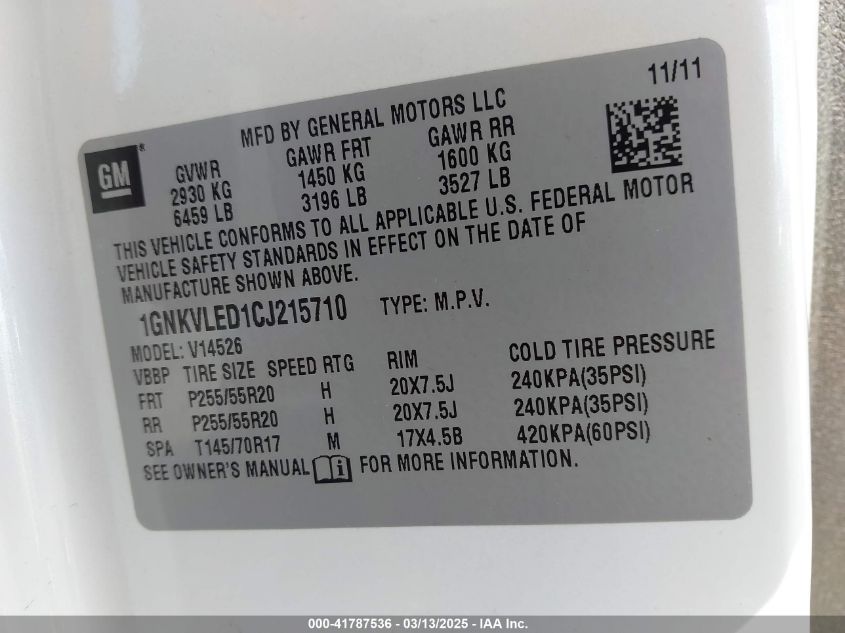 11/11
MFD BY GENERAL MOTORS LLC
GM®
GVWR GAWR FRT GAWR RR
2930 KG 1450 KG 1600 KG
6459 LB 3196 LB 3527 LB
THIS VEHICLE CONFORMS TO ALL APPLICABLE U.S. FEDERAL MOTOR
VEHICLE SAFETY STANDARDS IN EFFECT ON THE DATE OF
MANUFACTURE SHOWN ABOVE.
1GNKVLED1CJ215710 TYPE: M.P.V.
MODEL: V14526
VBBP TIRE SIZE SPEED RTG RIM COLD TIRE PRESSURE
FRT P255/55R20 H 20X7.5J 240KPA(35PSI)
RR P255/55R20 H 20X7.5J 240KPA(35PSI)
SPA T145/70R17 M 17X4.5B 420KPA(60PSI)
SEE OWNER'S MANUAL i FOR MORE INFORMATION.
000-41787536 - 03/13/2025 - IAA Inc.